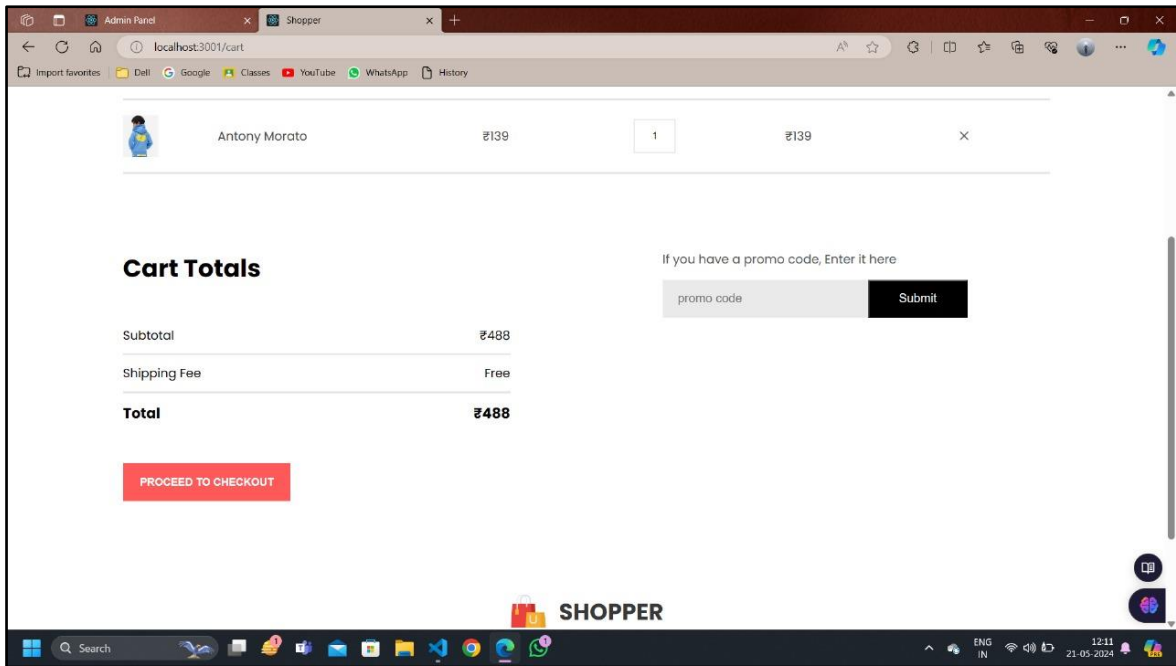 Admin Panel
Shopper
localhost:3001/cart
Import favorites Dell Google Classes YouTube WhatsApp History
Antony Morato ₹139 1 ₹139
Cart Totals
If you have a promo code, Enter it here
promo code Submit
Subtotal ₹488
Shipping Fee Free
Total ₹488
PROCEED TO CHECKOUT
SHOPPER
Search
ENG
IN
12:11
21-05-2024